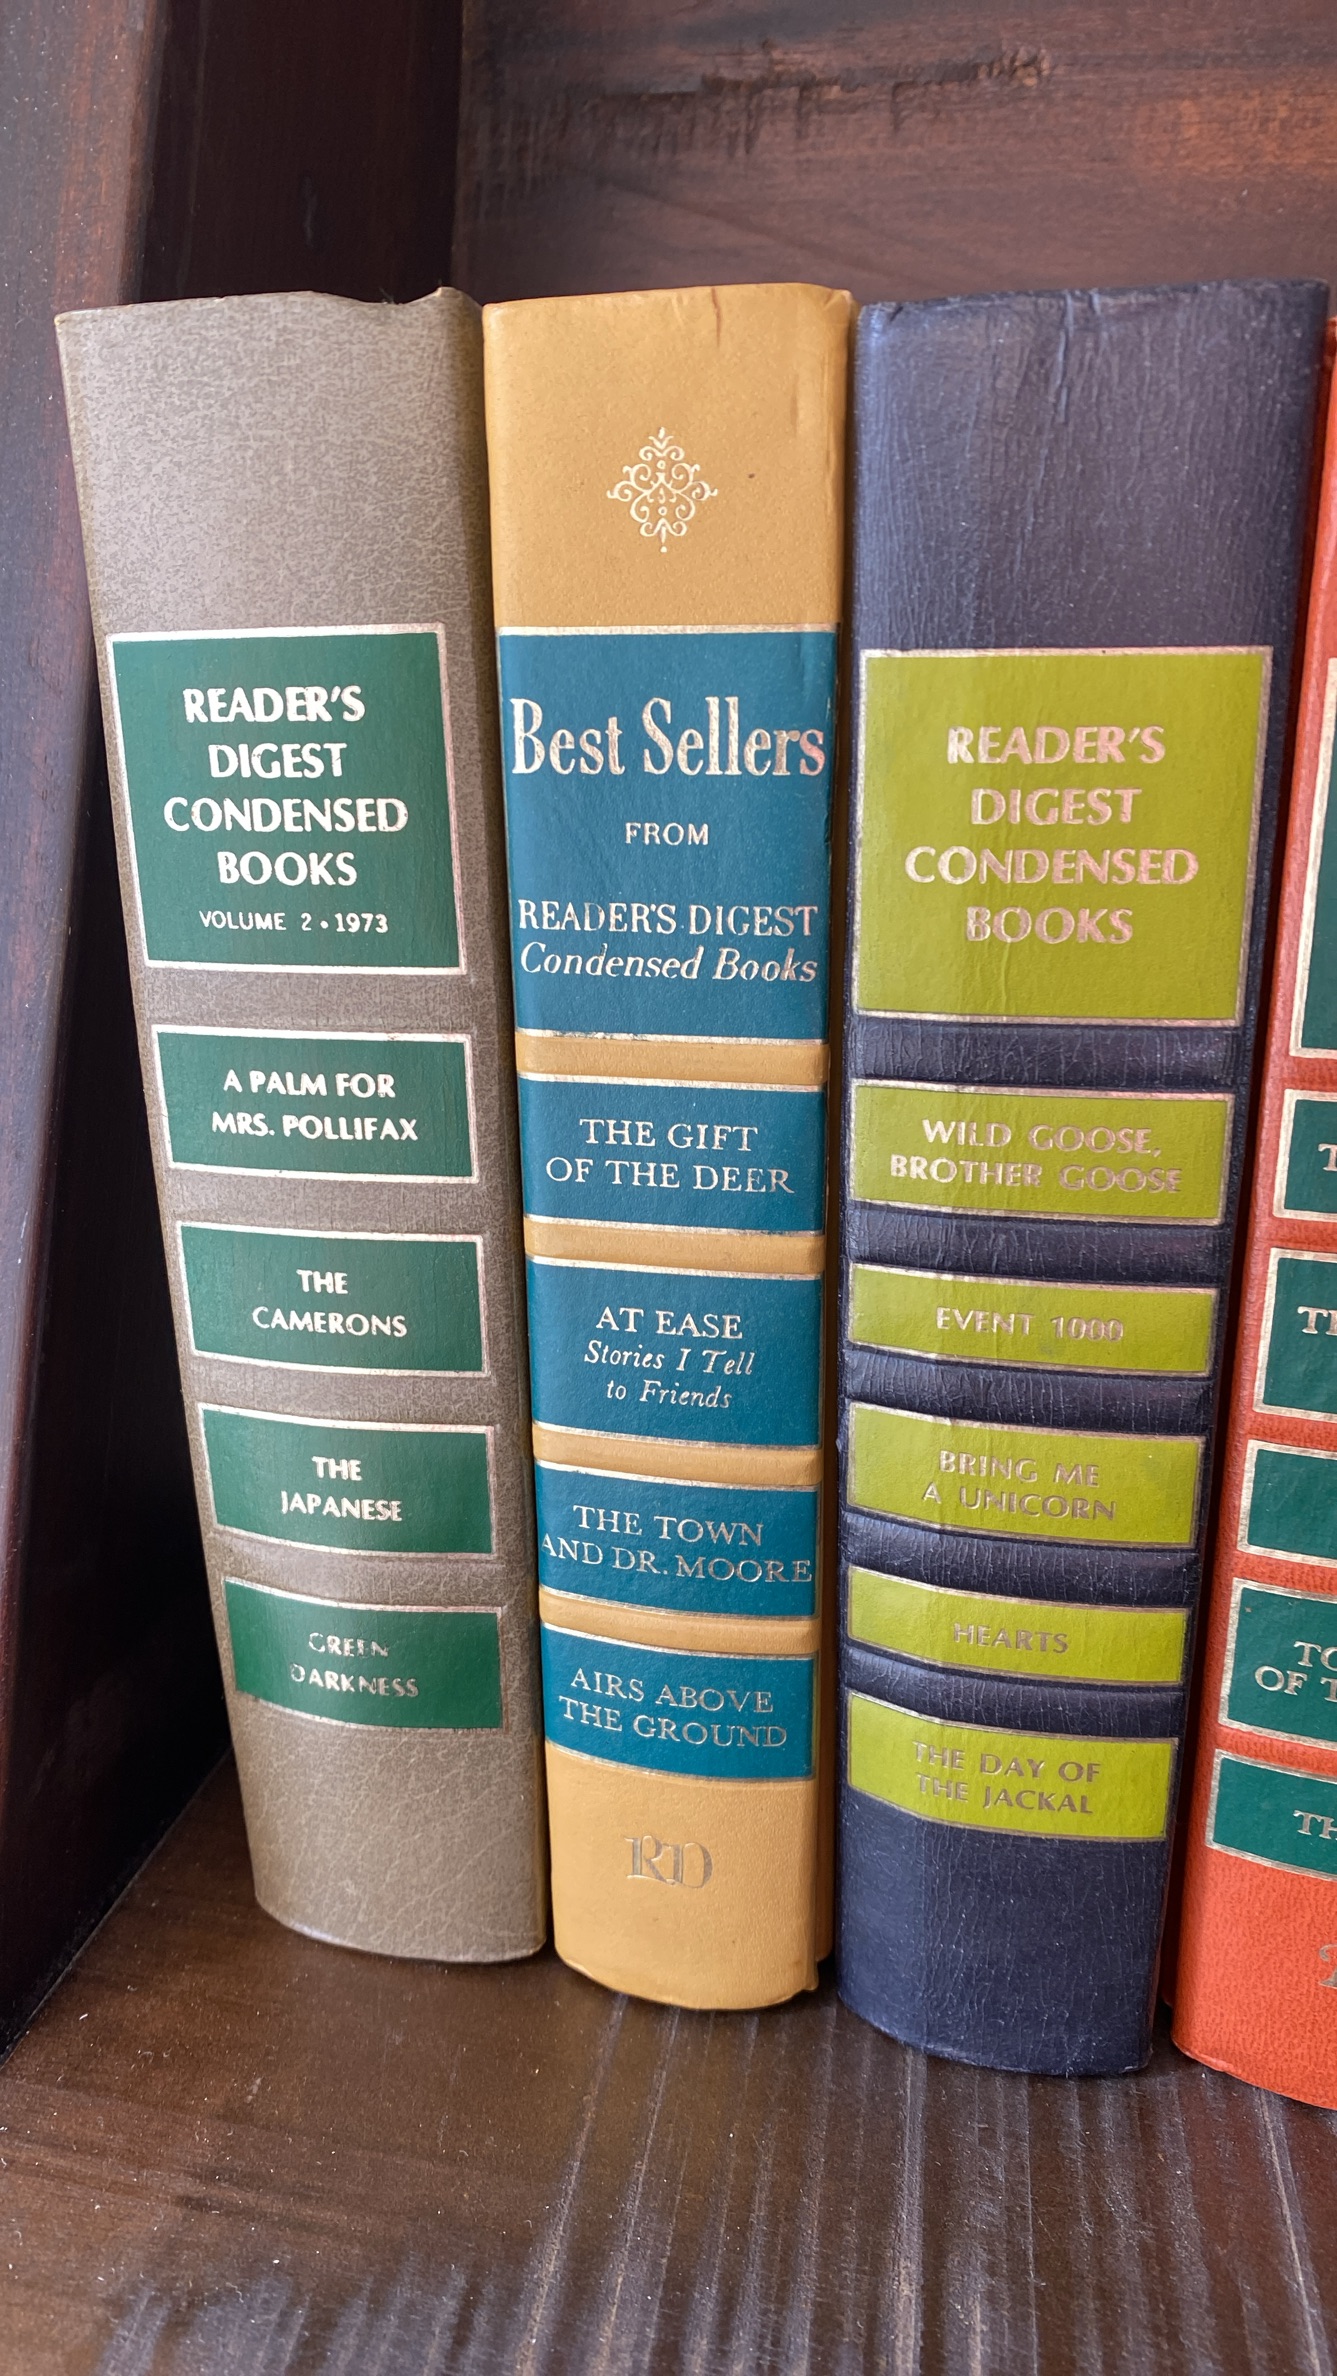 READER'S
DIGEST
CONDENSED
BOOKS
VOLUME 2 • 1973
A PALM FOR
MRS. POLLIFAX
THE
CAMERONS
THE
JAPANESE
GREEN
DARKNESS
Best Sellers
FROM
READER'S DIGEST
Condensed Books
THE GIFT
OF THE DEER
AT EASE
Stories I Tell
to Friends
THE TOWN
AND DR. MOORE
AIRS ABOVE
THE GROUND
RD
READER'S
DIGEST
CONDENSED
BOOKS
WILD GOOSE,
BROTHER GOOSE
EVENT 1000
BRING ME
A UNICORN
HEARTS
THE DAY OF
THE JACKAL
OF